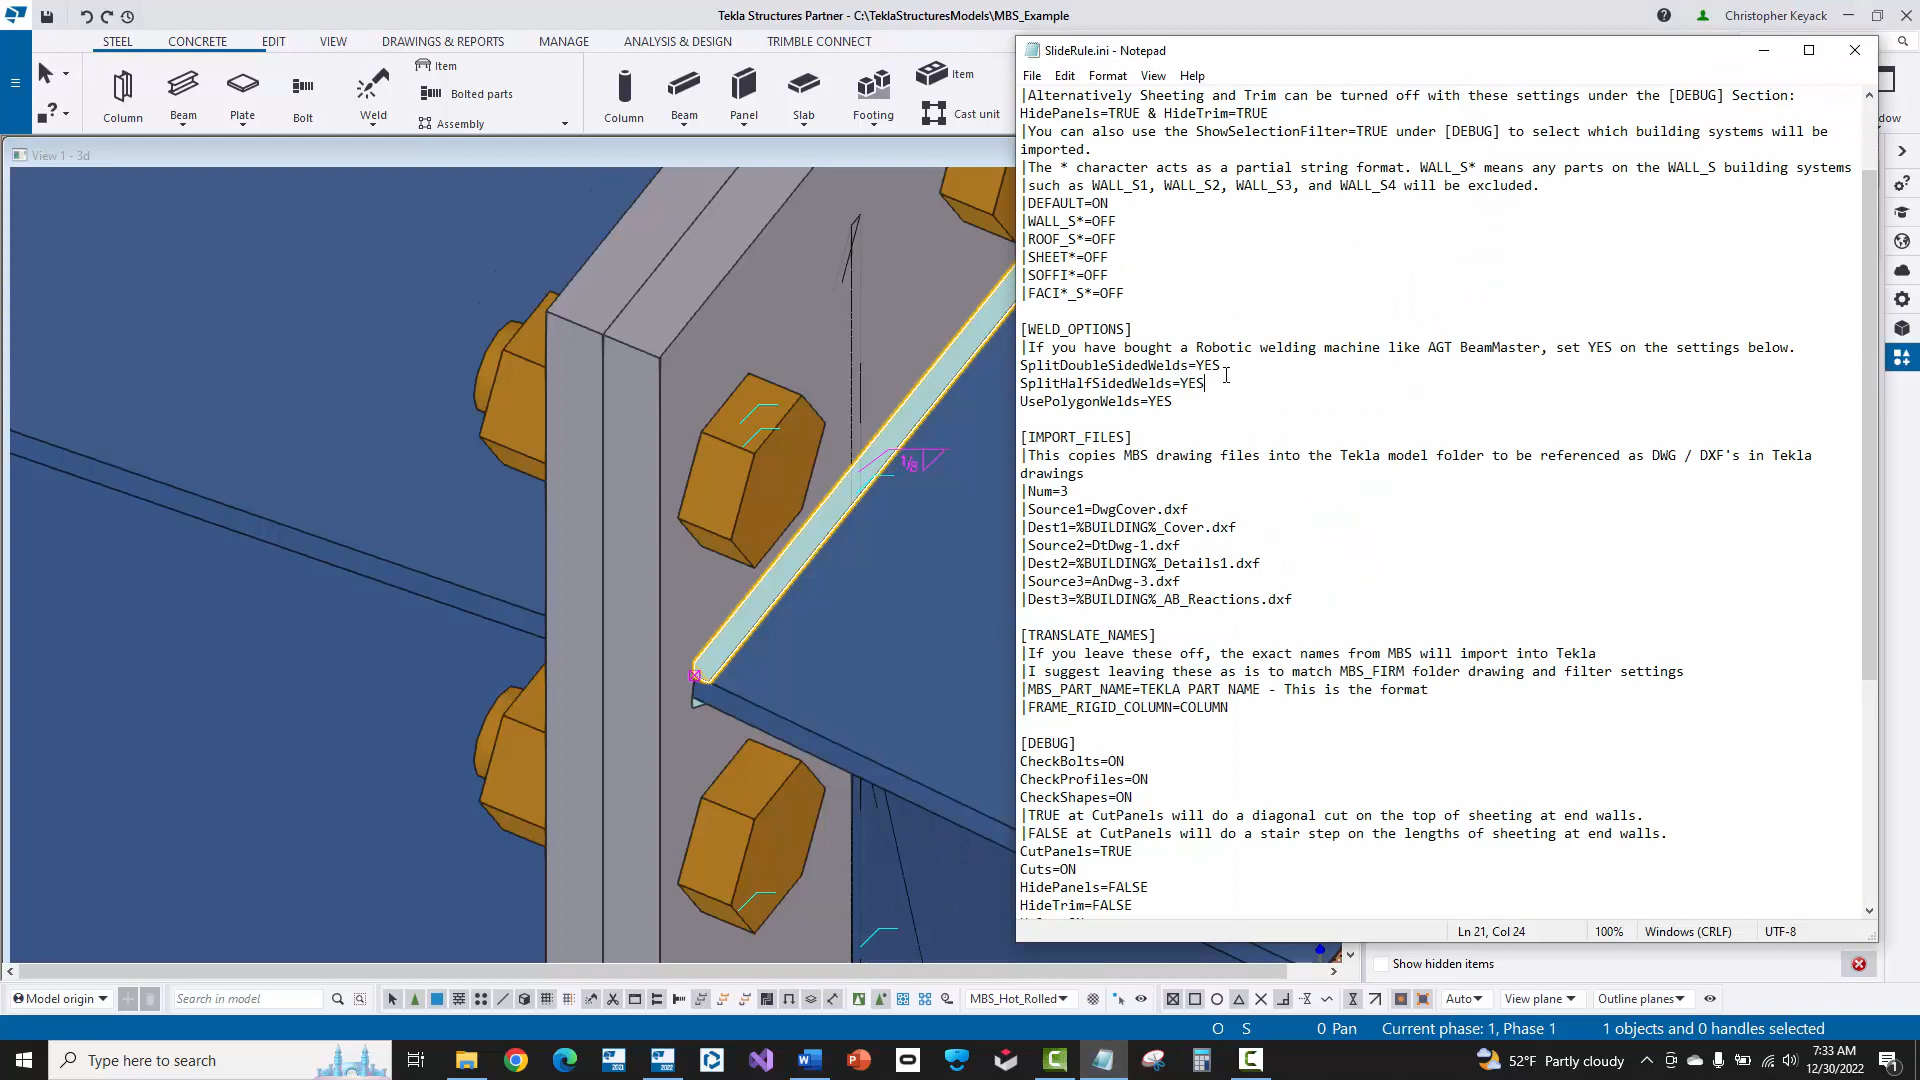 Tekla Structures Partner - C:\TeklaStructuresModels\MBS_Example
Christopher Keyack
STEEL CONCRETE EDIT VIEW DRAWINGS & REPORTS MANAGE ANALYSIS & DESIGN TRIMBLE CONNECT
Column Beam Plate Bolt Weld Item Bolted parts Assembly
Column Beam Panel Slab Footing Item Cast unit
View 1 - 3d
1/8
SlideRule.ini - Notepad
File Edit Format View Help
|Alternatively Sheeting and Trim can be turned off with these settings under the [DEBUG] Section:
HidePanels=TRUE & HideTrim=TRUE
|You can also use the ShowSelectionFilter=TRUE under [DEBUG] to select which building systems will be
imported.
|The * character acts as a partial string format. WALL_S* means any parts on the WALL_S building systems
|such as WALL_S1, WALL_S2, WALL_S3, and WALL_S4 will be excluded.
|DEFAULT=ON
|WALL_S*=OFF
|ROOF_S*=OFF
|SHEET*=OFF
|SOFFI*=OFF
|FACI*_S*=OFF
[WELD_OPTIONS]
|If you have bought a Robotic welding machine like AGT BeamMaster, set YES on the settings below.
SplitDoubleSidedWelds=YES
SplitHalfSidedWelds=YES
UsePolygonWelds=YES
[IMPORT_FILES]
|This copies MBS drawing files into the Tekla model folder to be referenced as DWG / DXF's in Tekla
drawings
|Num=3
|Source1=DwgCover.dxf
|Dest1=%BUILDING%_Cover.dxf
|Source2=DtDwg-1.dxf
|Dest2=%BUILDING%_Details1.dxf
|Source3=AnDwg-3.dxf
|Dest3=%BUILDING%_AB_Reactions.dxf
[TRANSLATE_NAMES]
|If you leave these off, the exact names from MBS will import into Tekla
|I suggest leaving these as is to match MBS_FIRM folder drawing and filter settings
|MBS_PART_NAME=TEKLA PART NAME - This is the format
|FRAME_RIGID_COLUMN=COLUMN
[DEBUG]
CheckBolts=ON
CheckProfiles=ON
CheckShapes=ON
|TRUE at CutPanels will do a diagonal cut on the top of sheeting at end walls.
|FALSE at CutPanels will do a stair step on the lengths of sheeting at end walls.
CutPanels=TRUE
Cuts=ON
HidePanels=FALSE
HideTrim=FALSE
Ln 21, Col 24 100% Windows (CRLF) UTF-8
Show hidden items
Model origin Search in model MBS_Hot_Rolled Auto View plane Outline planes
O S 0 Pan Current phase: 1, Phase 1 1 objects and 0 handles selected
Type here to search
52°F Partly cloudy
7:33 AM
12/30/2022